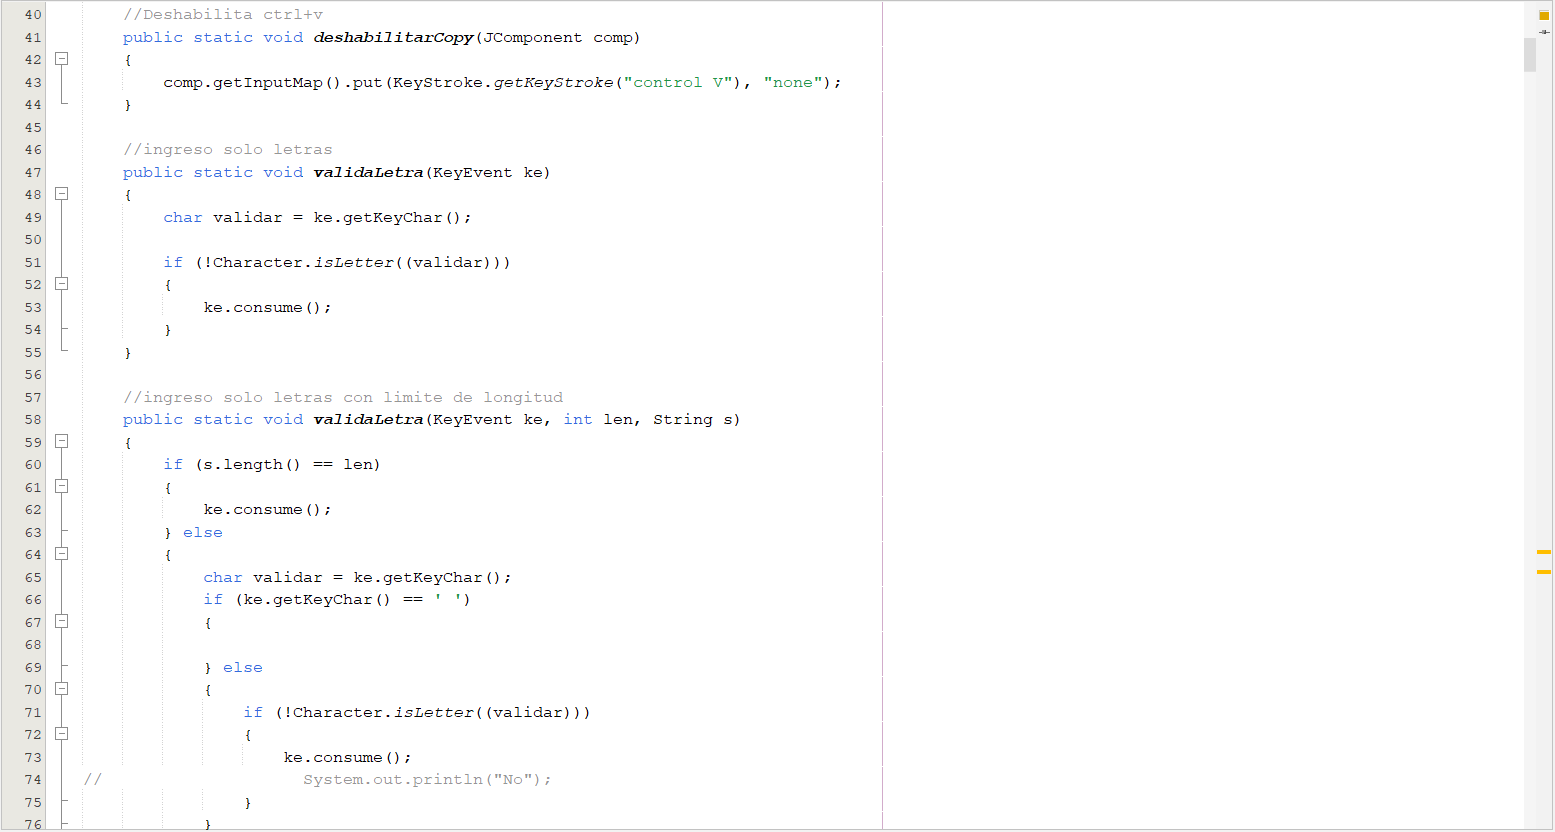 40 //Deshabilita ctrl+v
41 public static void deshabilitarCopy(JComponent comp)
42 {
43 comp.getInputMap().put(KeyStroke.getKeyStroke("control V"), "none");
44 }
45
46 //ingreso solo letras
47 public static void validaLetra(KeyEvent ke)
48 {
49 char validar = ke.getKeyChar();
50
51 if (!Character.isLetter((validar)))
52 {
53 ke.consume();
54 }
55 }
56
57 //ingreso solo letras con limite de longitud
58 public static void validaLetra(KeyEvent ke, int len, String s)
59 {
60 if (s.length() == len)
61 {
62 ke.consume();
63 } else
64 {
65 char validar = ke.getKeyChar();
66 if (ke.getKeyChar() == ' ')
67 {
68
69 } else
70 {
71 if (!Character.isLetter((validar)))
72 {
73 ke.consume();
74 // System.out.println("No");
75 }
76 }